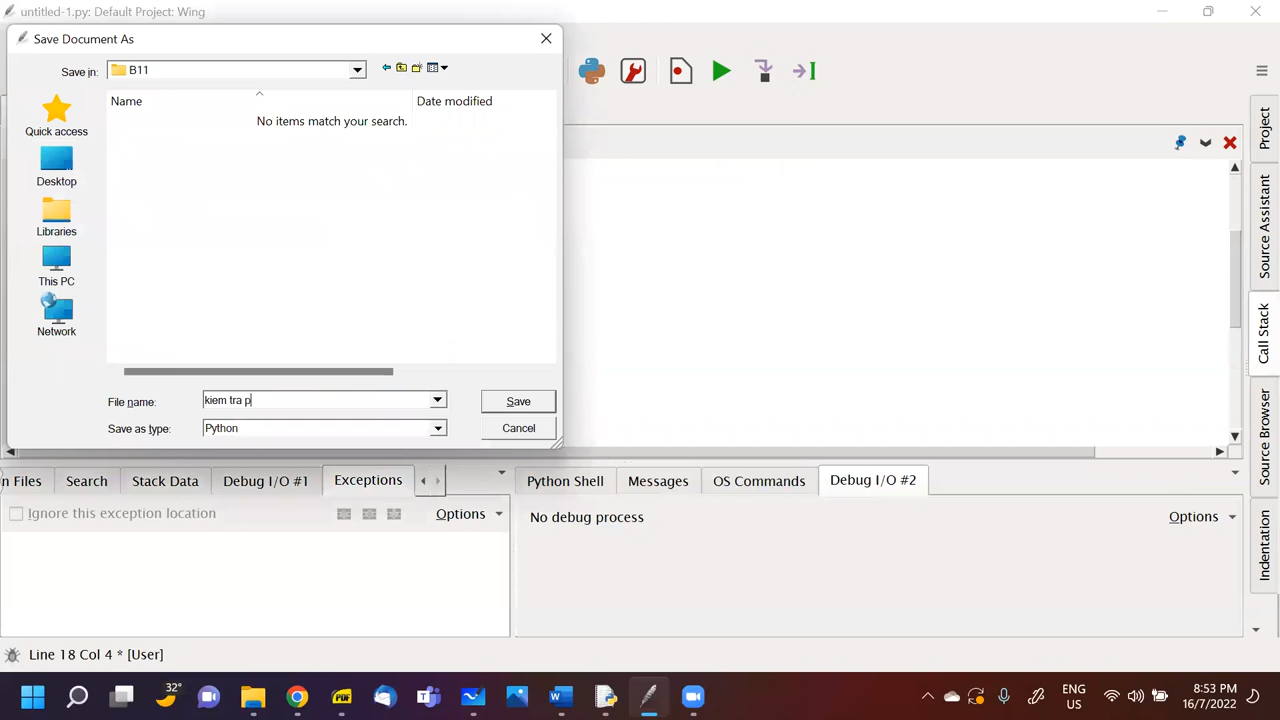 untitled-1.py: Default Project: Wing
Save Document As
Save in:
B11
Name
Date modified
No items match your search.
Quick access
Desktop
Libraries
This PC
Network
File name:
kiem tra p
Save
Save as type:
Python
Cancel
Project
Source Assistant
Call Stack
Source Browser
Indentation
n Files
Search
Stack Data
Debug I/O #1
Exceptions
Python Shell
Messages
OS Commands
Debug I/O #2
Ignore this exception location
Options
No debug process
Options
Line 18 Col 4 * [User]
32°
PDF
ENG
US
8:53 PM
16/7/2022